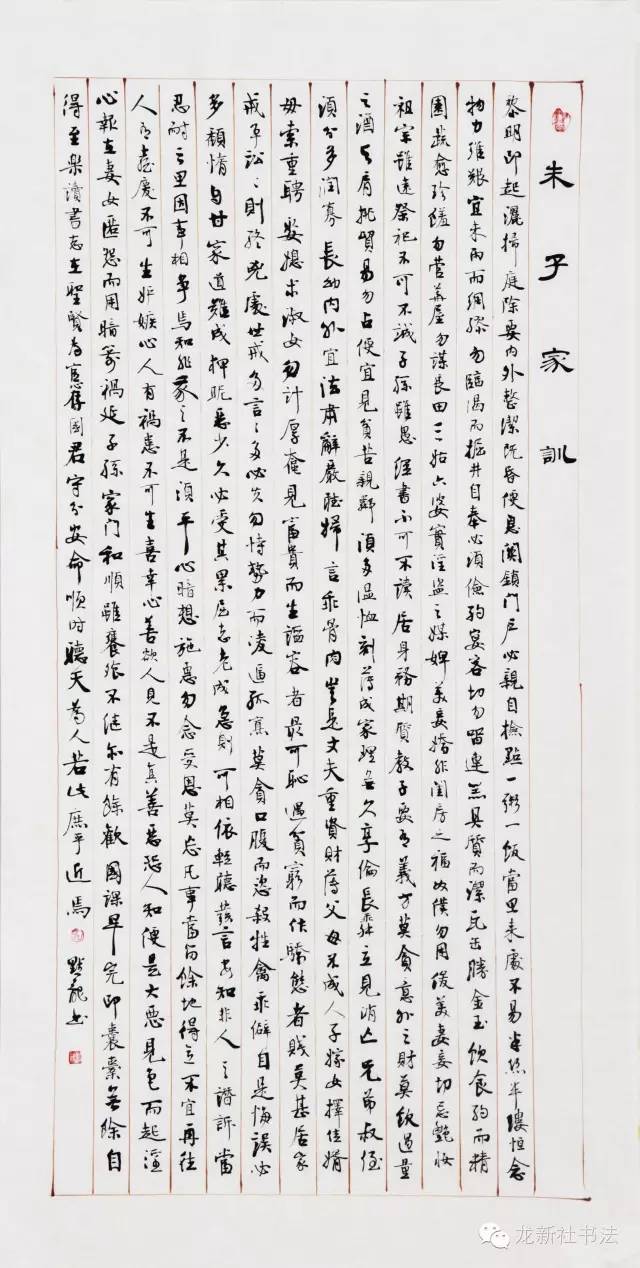 朱子家訓
黎明即起灑掃庭除要內外整潔既昏便息關鎖門戶必親自檢點一粥一飯當思來處不易半絲半縷恒念
物力維艱宜未雨而綢繆勿臨渴而掘井自奉必須儉約宴客切勿留連器具質而潔瓦缶勝金玉飲食約而精
園蔬愈珍饈勿營華屋勿謀良田三姑六婆實淫盜之媒婢美妾嬌非閨房之福奴僕勿用俊美妻妾切忌艷妝
祖宗雖遠祭祀不可不誠子孫雖愚經書不可不讀居身務期質教子要有義方莫貪意外之財莫飲過量
之酒與肩挑貿易勿占便宜見貧苦親鄰須多溫恤刻薄成家理無久享倫長乖立見消亡兄弟叔侄
須分多潤寡長幼內外宜法肅辭嚴聽婦言乖骨肉豈是丈夫重貲財薄父母不成人子嫁女擇佳婿
毋索重聘娶媳求淑女勿計厚奩見富貴而生諂容者最可恥遇貧窮而作驕態者賤莫甚居家
戒爭訟訟則終兇處世戒多言言多必失勿恃勢力而凌逼孤寡莫貪口腹而恣殺牲禽乖僻自是悔誤必
多頹惰自甘家道難成狎昵惡少久必受其累屈志老成急則可相依輕聽發言安知非人之譖訴當
忍耐三思因事相爭焉知非我之不是須平心暗想施惠勿念受恩莫忘凡事當留餘地得意不宜再往
人有喜慶不可生妒嫉心人有禍患不可生喜幸心善欲人見不是真善惡恐人知便是大惡見色而起淫
心報在妻女匿怨而用暗箭禍延子孫家門和順雖饔飧不繼亦有餘歡國課早完即囊橐無餘自
得至樂讀書志在聖賢為官存國君守分安命順時聽天為人若此庶乎近焉
默龍書
龙新社书法